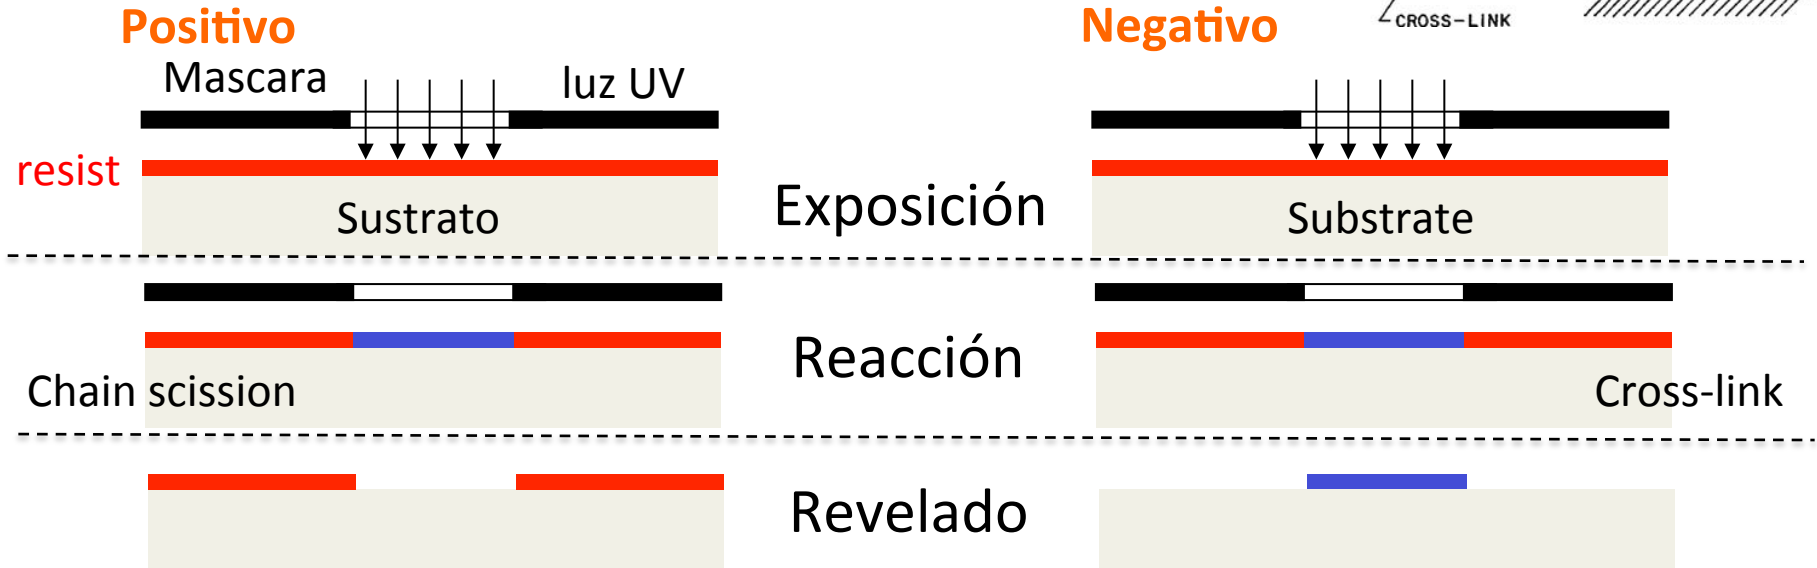 Positivo
Negativo
CROSS-LINK
Mascara
luz UV
resist
Sustrato
Exposición
Substrate
Reacción
Chain scission
Cross-link
Revelado